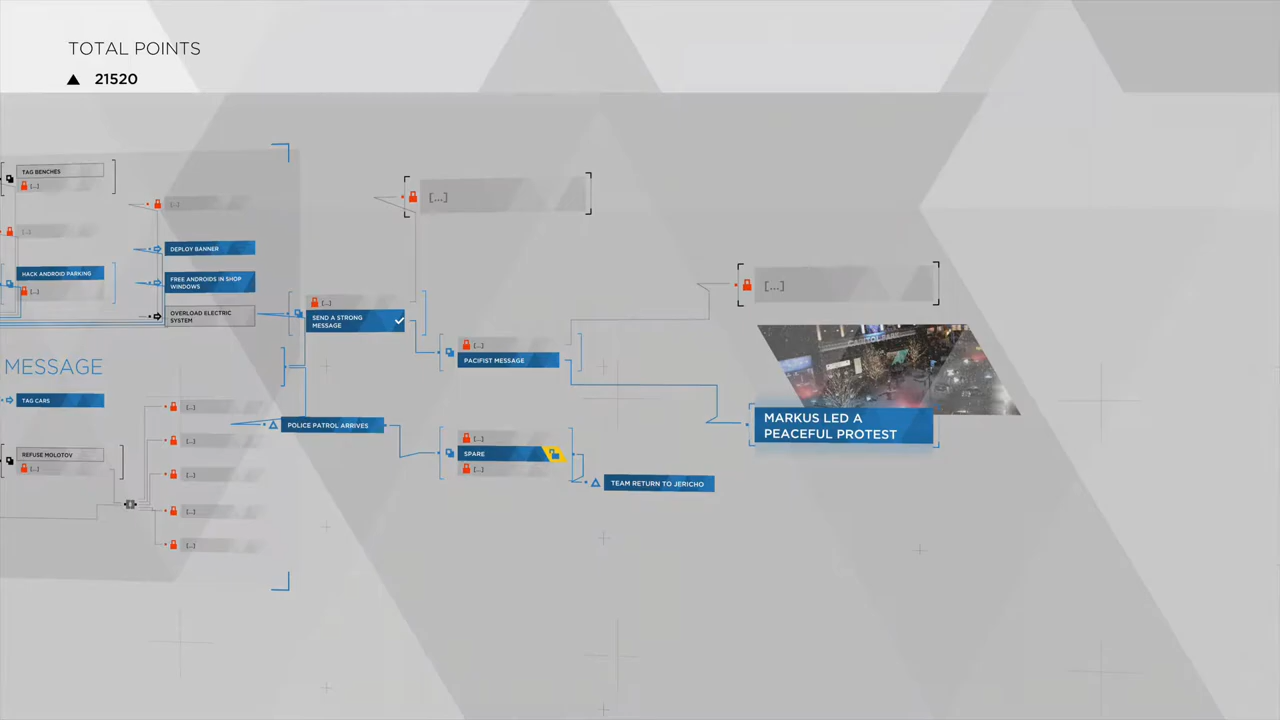 TOTAL POINTS
21520
TAG BENCHES
[...]
[...]
[...]
DEPLOY BANNER
HACK ANDROID PARKING
[...]
FREE ANDROIDS IN SHOP
WINDOWS
OVERLOAD ELECTRIC
SYSTEM
[...]
[...]
SEND A STRONG
MESSAGE
[...]
PACIFIST MESSAGE
[...]
MESSAGE
TAG CARS
REFUSE MOLOTOV
[...]
[...]
[...]
[...]
[...]
[...]
POLICE PATROL ARRIVES
[...]
SPARE
[...]
TEAM RETURN TO JERICHO
CAPITOL PARK
MARKUS LED A
PEACEFUL PROTEST